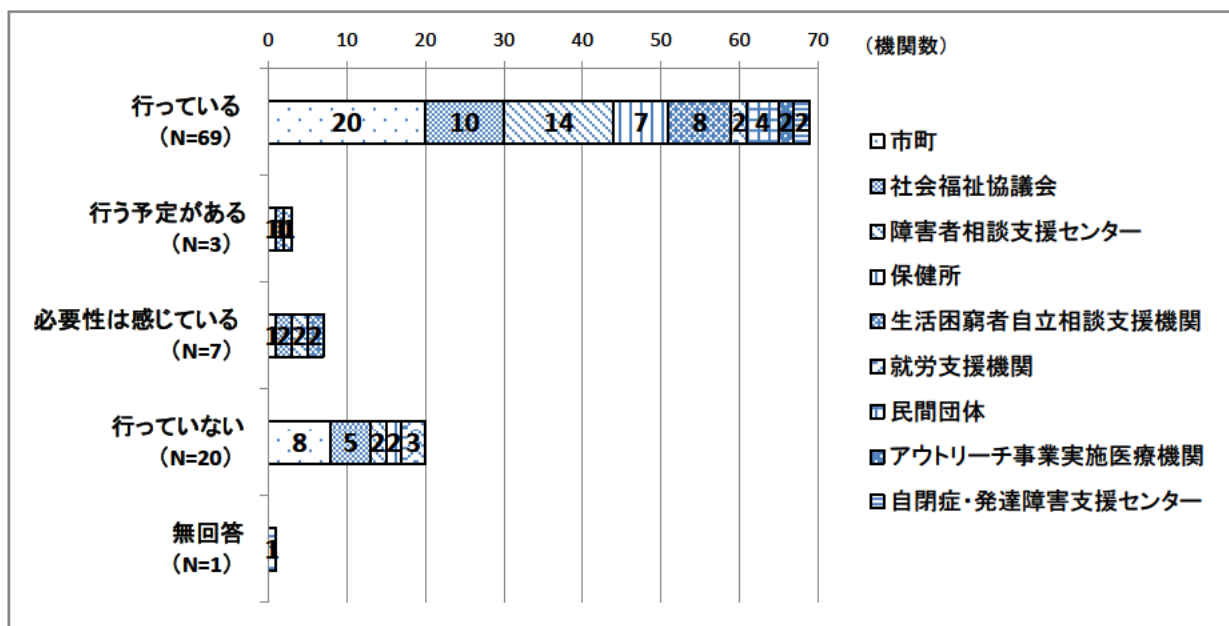 0 10 20 30 40 50 60 70 （機関数）
行っている
（N=69）
20 10 14 7 8 2 4 2 2
行う予定がある
（N=3）
1 1
必要性は感じている
（N=7）
1 2 2 2
行っていない
（N=20）
8 5 2 2 3
無回答
（N=1）
1
市町
社会福祉協議会
障害者相談支援センター
保健所
生活困窮者自立相談支援機関
就労支援機関
民間団体
アウトリーチ事業実施医療機関
自閉症・発達障害支援センター